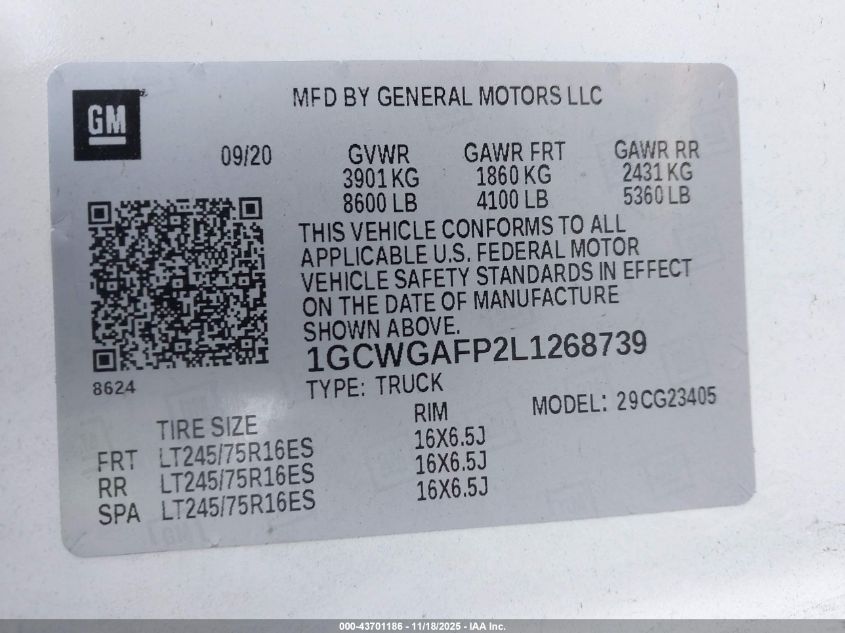 GM
MFD BY GENERAL MOTORS LLC
09/20
GVWR GAWR FRT GAWR RR
3901 KG 1860 KG 2431 KG
8600 LB 4100 LB 5360 LB
THIS VEHICLE CONFORMS TO ALL
APPLICABLE U.S. FEDERAL MOTOR
VEHICLE SAFETY STANDARDS IN EFFECT
ON THE DATE OF MANUFACTURE
SHOWN ABOVE.
1GCWGAFP2L1268739
8624
TYPE: TRUCK
MODEL: 29CG23405
TIRE SIZE RIM
FRT LT245/75R16ES 16X6.5J
RR LT245/75R16ES 16X6.5J
SPA LT245/75R16ES 16X6.5J
000-43701186 - 11/18/2025 - IAA Inc.